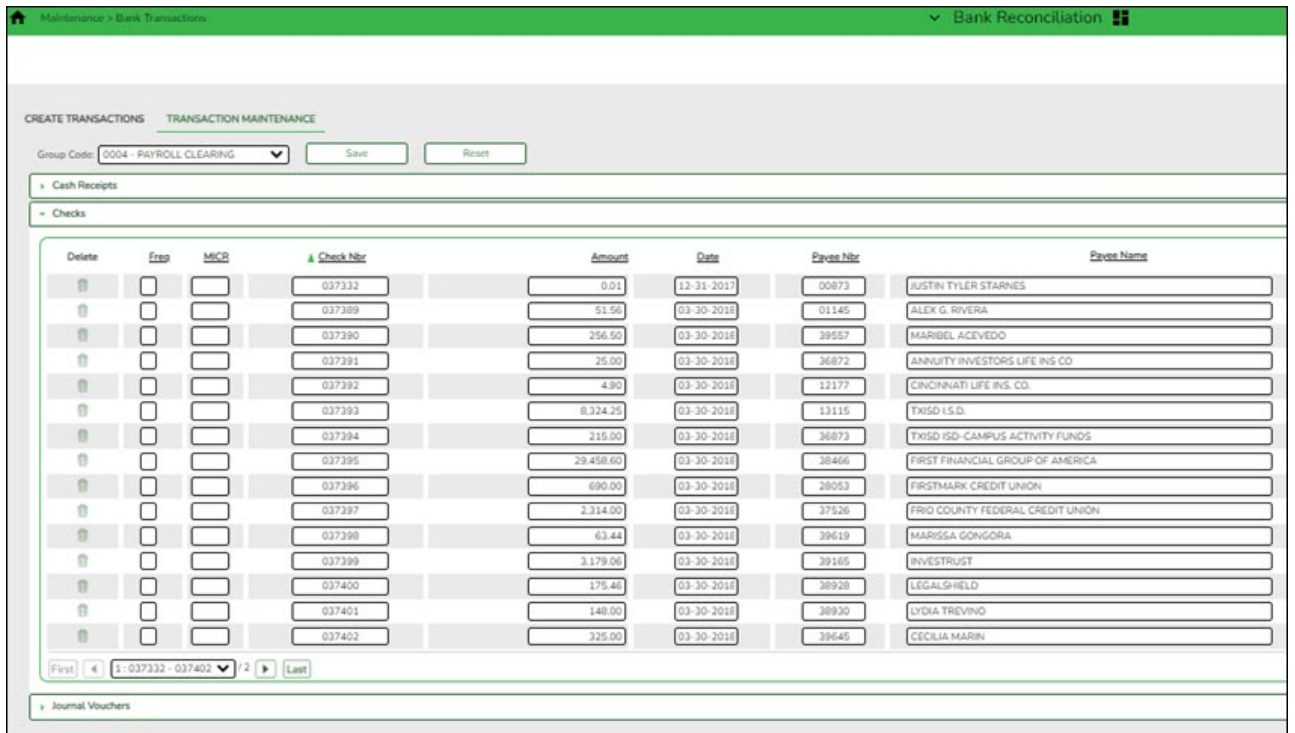 Maintenance > Bank Transactions Bank Reconciliation
CREATE TRANSACTIONS TRANSACTION MAINTENANCE
Group Code: 0004 - PAYROLL CLEARING Save Reset
Cash Receipts
Checks
Delete Freq MICR Check Nbr Amount Date Payee Nbr Payee Name
037332 0.01 12-31-2017 00873 JUSTIN TYLER STARNES
037389 51.56 03-30-2018 01145 ALEX G. RIVERA
037390 256.50 03-30-2018 39557 MARIBEL ACEVEDO
037391 25.00 03-30-2018 36872 ANNUITY INVESTORS LIFE INS CO
037392 4.90 03-30-2018 12177 CINCINNATI LIFE INS. CO.
037393 8,324.25 03-30-2018 13115 TXISD I.S.D.
037394 215.00 03-30-2018 36873 TXISD ISD-CAMPUS ACTIVITY FUNDS
037395 29,458.60 03-30-2018 38466 FIRST FINANCIAL GROUP OF AMERICA
037396 690.00 03-30-2018 28053 FIRSTMARK CREDIT UNION
037397 2,314.00 03-30-2018 37526 FRIO COUNTY FEDERAL CREDIT UNION
037398 63.44 03-30-2018 39619 MARISSA GONGORA
037399 3,179.06 03-30-2018 39165 INVESTRUST
037400 175.46 03-30-2018 38928 LEGALSHIELD
037401 148.00 03-30-2018 38930 LYDIA TREVINO
037402 325.00 03-30-2018 39645 CECILIA MARIN
First 1 : 037332 - 037402 / 2 Last
Journal Vouchers